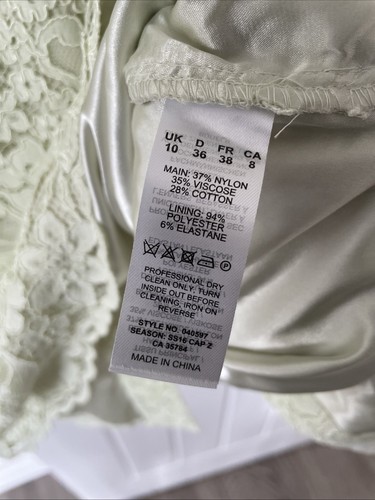 UK D FR CA
10 36 38 8
MAIN: 37% NYLON
35% VISCOSE
28% COTTON
LINING: 94%
POLYESTER
6% ELASTANE
P
PROFESSIONAL DRY
CLEAN ONLY. TURN
INSIDE OUT BEFORE
CLEANING, IRON ON
REVERSE
STYLE NO. 040597
SEASON: SS16 CAP 2
CA 35784
MADE IN CHINA